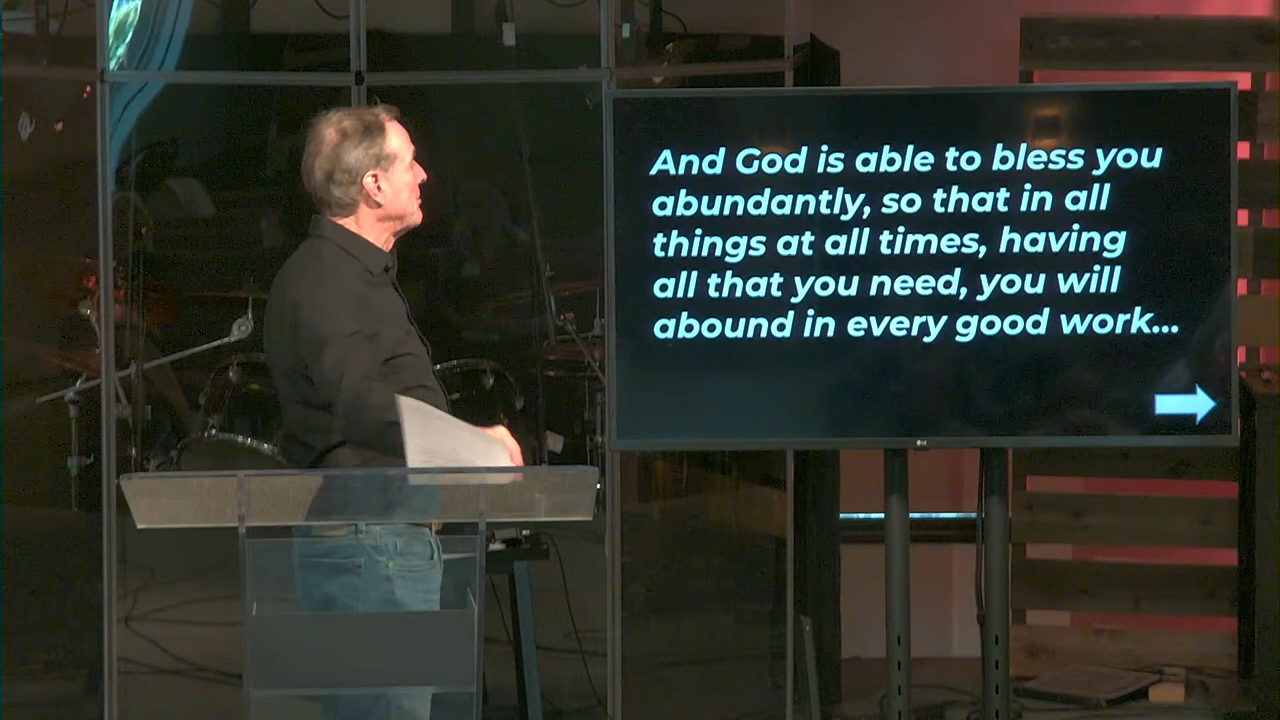 And God is able to bless you
abundantly, so that in all
things at all times, having
all that you need, you will
abound in every good work...
LG